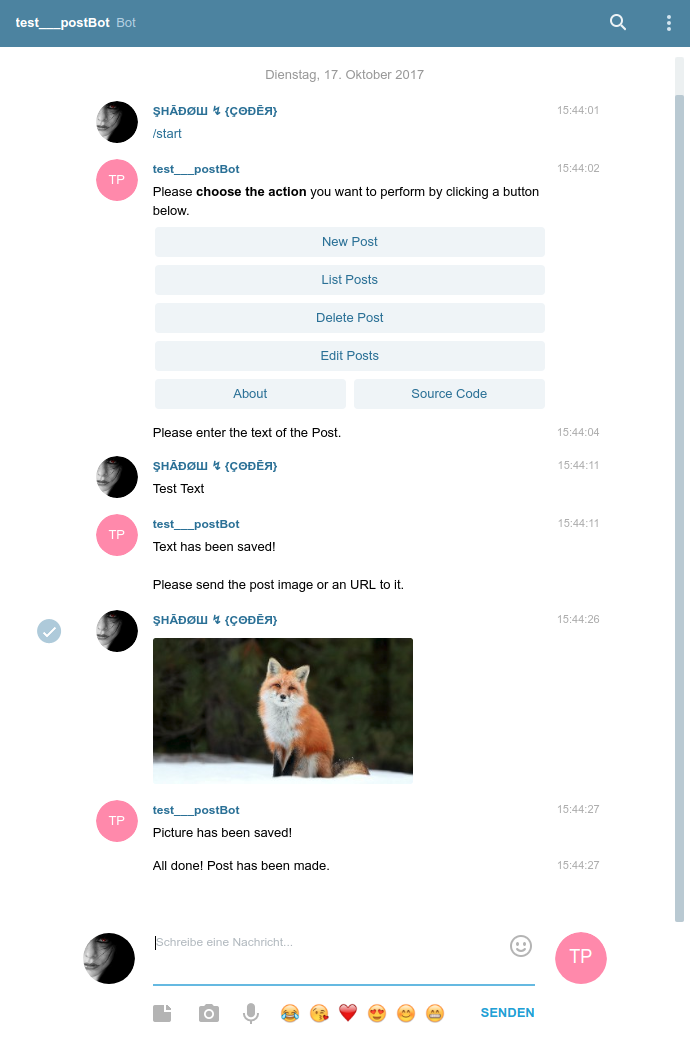 test___postBot Bot
Dienstag, 17. Oktober 2017
ŞHĀĐØШ ↯ {ÇΘĐĒЯ} 15:44:01
/start
TP test___postBot 15:44:02
Please choose the action you want to perform by clicking a button
below.
New Post
List Posts
Delete Post
Edit Posts
About Source Code
Please enter the text of the Post. 15:44:04
ŞHĀĐØШ ↯ {ÇΘĐĒЯ} 15:44:11
Test Text
TP test___postBot 15:44:11
Text has been saved!
Please send the post image or an URL to it.
ŞHĀĐØШ ↯ {ÇΘĐĒЯ} 15:44:26
TP test___postBot 15:44:27
Picture has been saved!
All done! Post has been made. 15:44:27
Schreibe eine Nachricht... TP
SENDEN